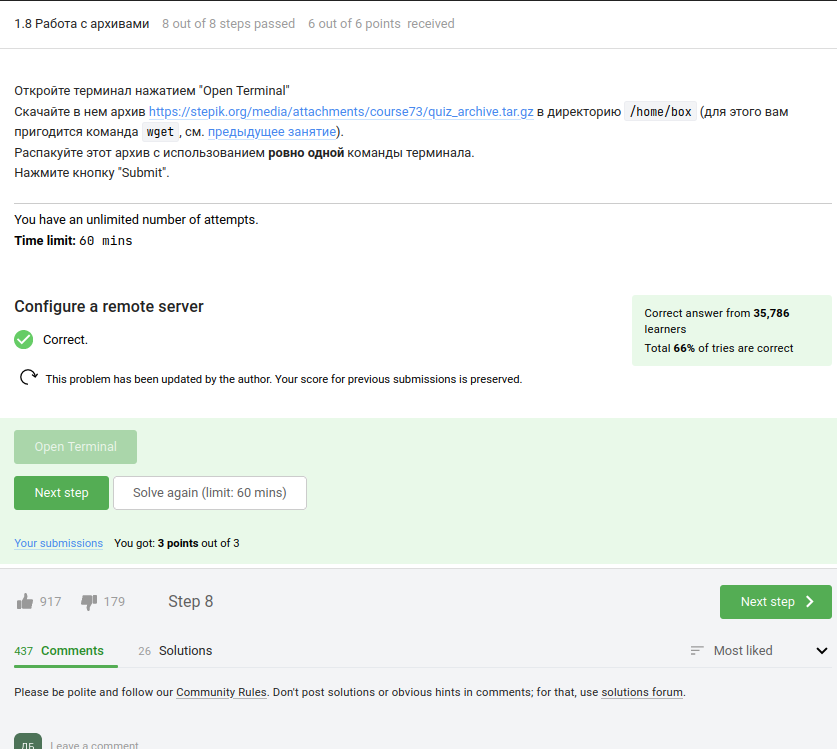 1.8 Работа с архивами 8 out of 8 steps passed 6 out of 6 points received
Откройте терминал нажатием "Open Terminal"
Скачайте в нем архив https://stepik.org/media/attachments/course73/quiz_archive.tar.gz в директорию /home/box (для этого вам
пригодится команда wget, см. предыдущее занятие).
Распакуйте этот архив с использованием ровно одной команды терминала.
Нажмите кнопку "Submit".
You have an unlimited number of attempts.
Time limit: 60 mins
Configure a remote server
Correct.
Correct answer from 35,786
learners
Total 66% of tries are correct
This problem has been updated by the author. Your score for previous submissions is preserved.
Open Terminal
Next step Solve again (limit: 60 mins)
Your submissions You got: 3 points out of 3
917 179 Step 8 Next step
437 Comments 26 Solutions Most liked
Please be polite and follow our Community Rules. Don't post solutions or obvious hints in comments; for that, use solutions forum.
ДБ Leave a comment